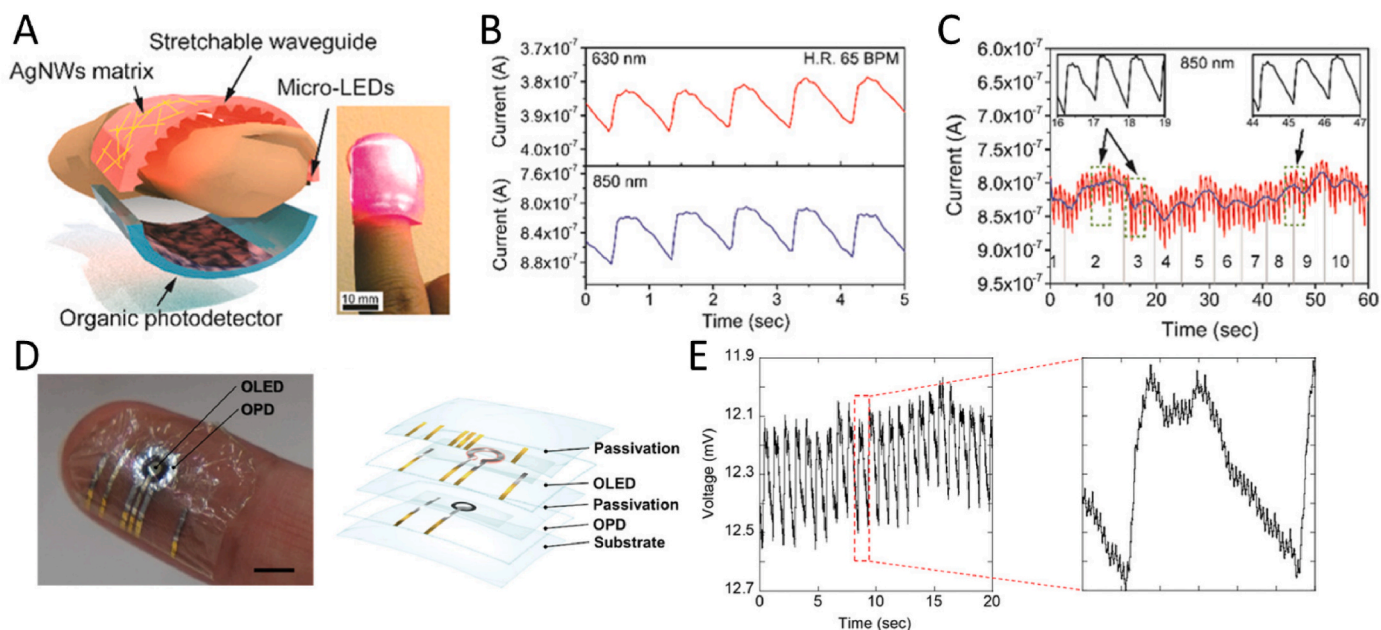 A
Stretchable waveguide
AgNWs matrix
Micro-LEDs
10 mm
Organic photodetector
B
3.7x10⁻⁷
3.8x10⁻⁷
3.9x10⁻⁷
4.0x10⁻⁷
7.6x10⁻⁷
8.0x10⁻⁷
8.4x10⁻⁷
8.8x10⁻⁷
Current (A)
Current (A)
630 nm
H.R. 65 BPM
850 nm
0 1 2 3 4 5
Time (sec)
C
6.0x10⁻⁷
6.5x10⁻⁷
7.0x10⁻⁷
7.5x10⁻⁷
8.0x10⁻⁷
8.5x10⁻⁷
9.0x10⁻⁷
9.5x10⁻⁷
Current (A)
850 nm
16 17 18 19
44 45 46 47
1 2 3 4 5 6 7 8 9 10
0 10 20 30 40 50 60
Time (sec)
D
OLED
OPD
Passivation
OLED
Passivation
OPD
Substrate
E
11.9
12.1
12.3
12.5
12.7
Voltage (mV)
0 5 10 15 20
Time (sec)